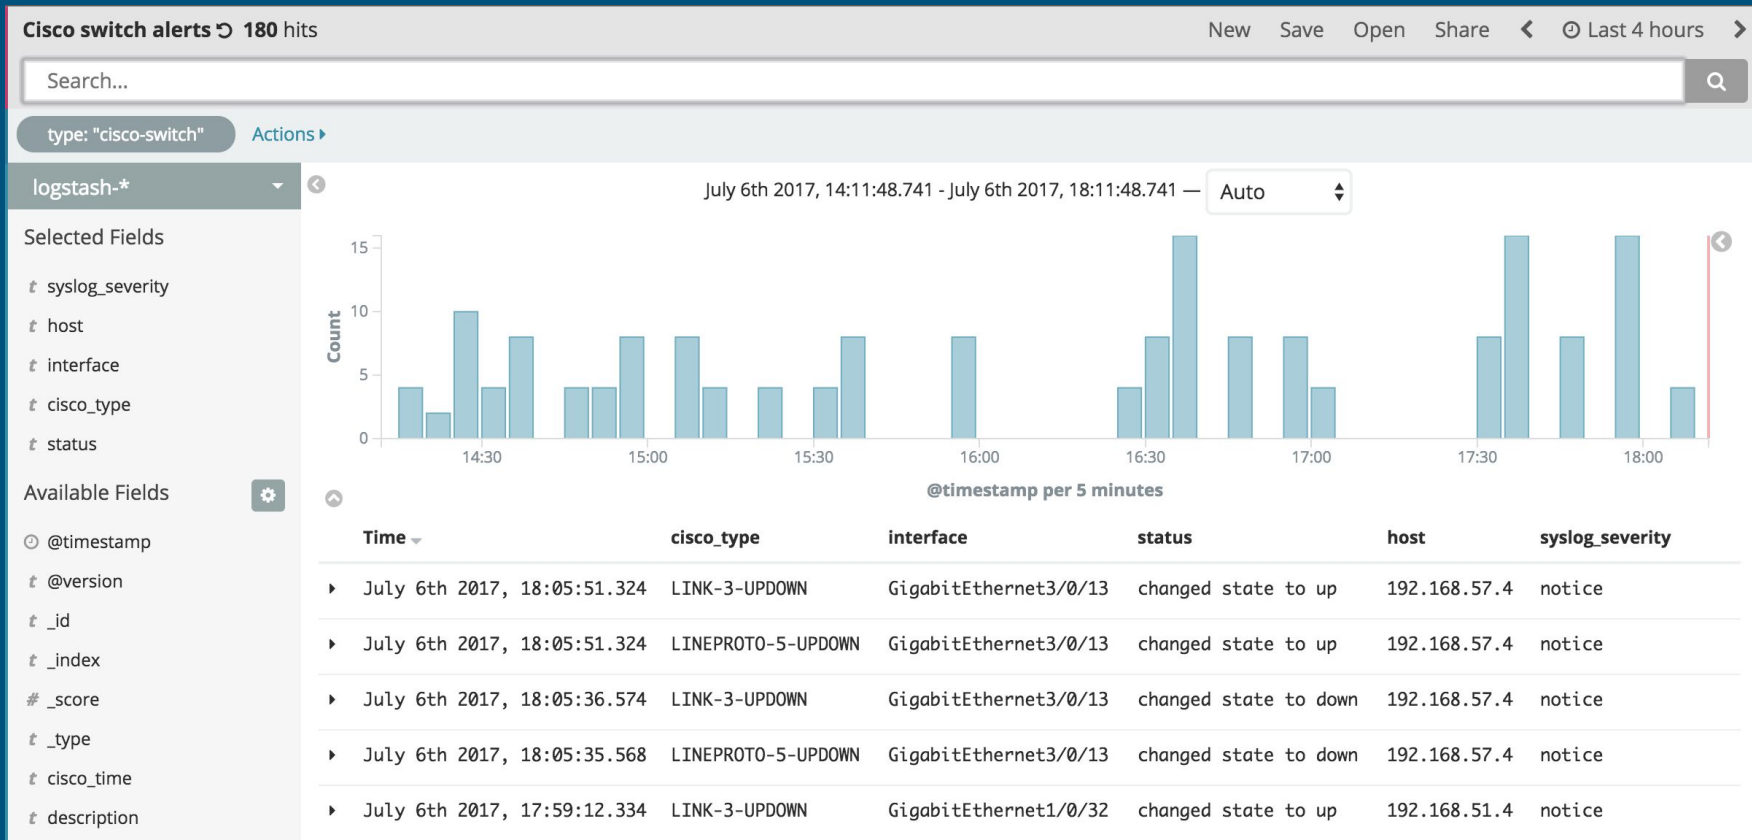 Cisco switch alerts 180 hits New Save Open Share Last 4 hours
Search...
type: "cisco-switch" Actions
logstash-*
Selected Fields
t syslog_severity
t host
t interface
t cisco_type
t status
Available Fields
@timestamp
t @version
t _id
t _index
# _score
t _type
t cisco_time
t description
July 6th 2017, 14:11:48.741 - July 6th 2017, 18:11:48.741 — Auto
Count
15
10
5
0
14:30 15:00 15:30 16:00 16:30 17:00 17:30 18:00
@timestamp per 5 minutes
Time cisco_type interface status host syslog_severity
July 6th 2017, 18:05:51.324 LINK-3-UPDOWN GigabitEthernet3/0/13 changed state to up 192.168.57.4 notice
July 6th 2017, 18:05:51.324 LINEPROTO-5-UPDOWN GigabitEthernet3/0/13 changed state to up 192.168.57.4 notice
July 6th 2017, 18:05:36.574 LINK-3-UPDOWN GigabitEthernet3/0/13 changed state to down 192.168.57.4 notice
July 6th 2017, 18:05:35.568 LINEPROTO-5-UPDOWN GigabitEthernet3/0/13 changed state to down 192.168.57.4 notice
July 6th 2017, 17:59:12.334 LINK-3-UPDOWN GigabitEthernet1/0/32 changed state to up 192.168.51.4 notice